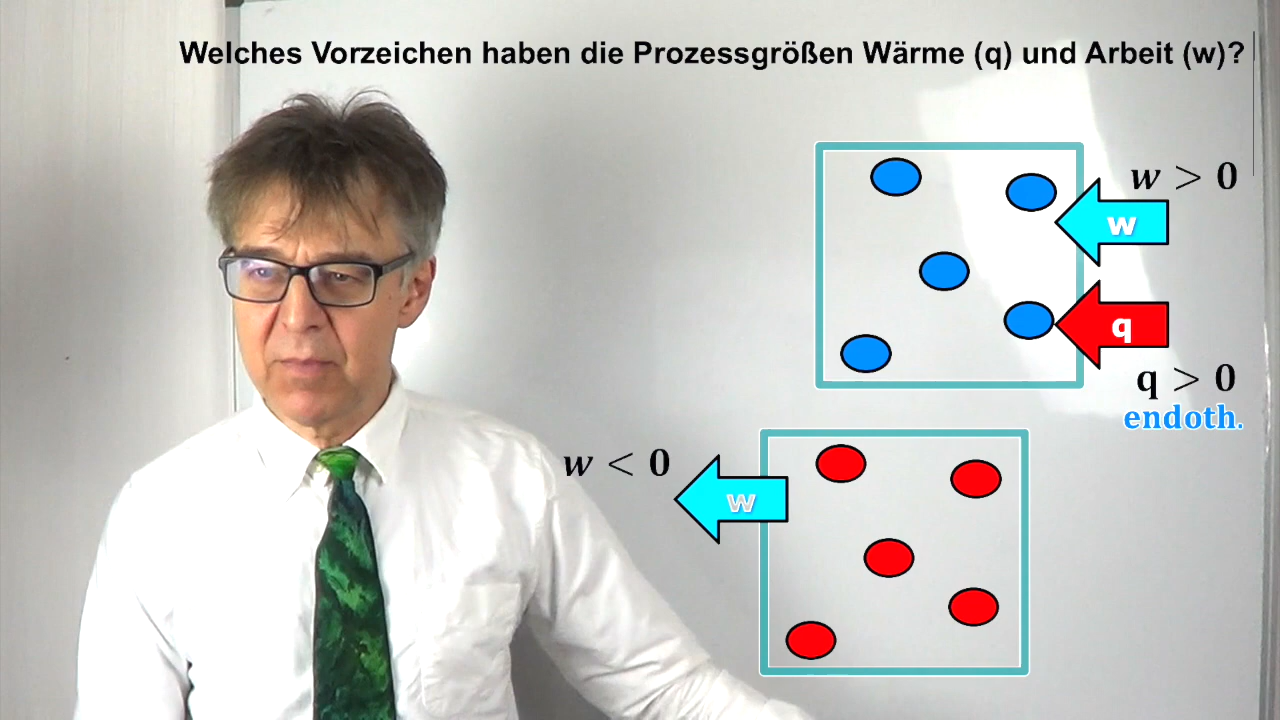 Welches Vorzeichen haben die Prozessgrößen Wärme (q) und Arbeit (w)?
w > 0
w
q
q > 0
endoth.
w < 0
w